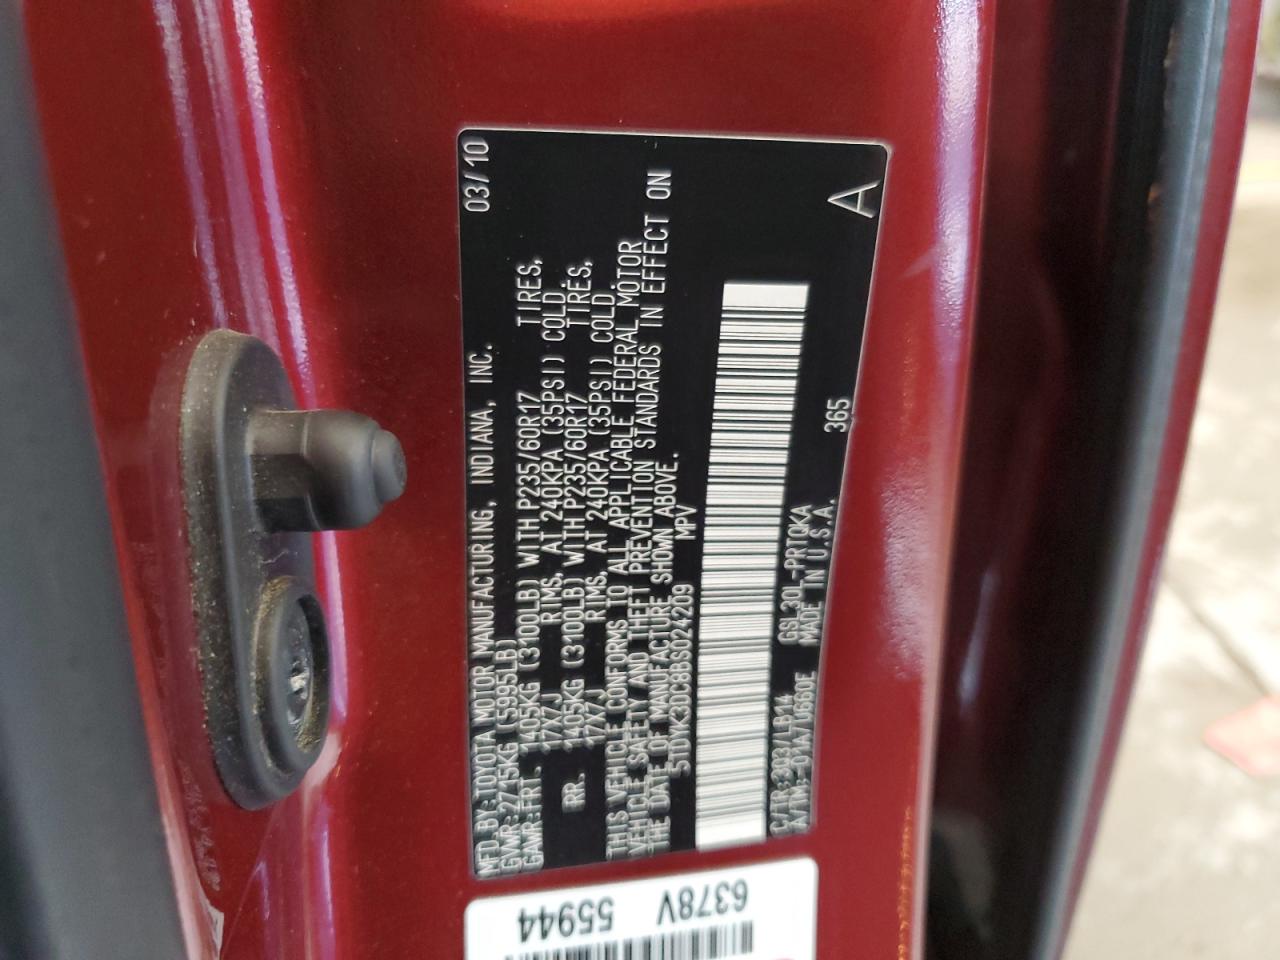 MFD.BY:TOYOTA MOTOR MANUFACTURING, INDIANA, INC. 03/10
GVWR:2715KG (5995LB)
GAWR:FRT. 1405KG (3100LB) WITH P235/60R17 TIRES,
17X7J RIMS, AT 240KPA (35PSI) COLD.
RR. 1405KG (3100LB) WITH P235/60R17 TIRES,
17X7J RIMS, AT 240KPA (35PSI) COLD.
THIS VEHICLE CONFORMS TO ALL APPLICABLE FEDERAL MOTOR
VEHICLE SAFETY AND THEFT PREVENTION STANDARDS IN EFFECT ON
THE DATE OF MANUFACTURE SHOWN ABOVE.
5TDYK3DC8BS024209 MPV
C/TR:3R3/LB14 GSL30L-PRTQKA 365
A/TM:-01A/U660E MADE IN U.S.A.
A
55944
6378V